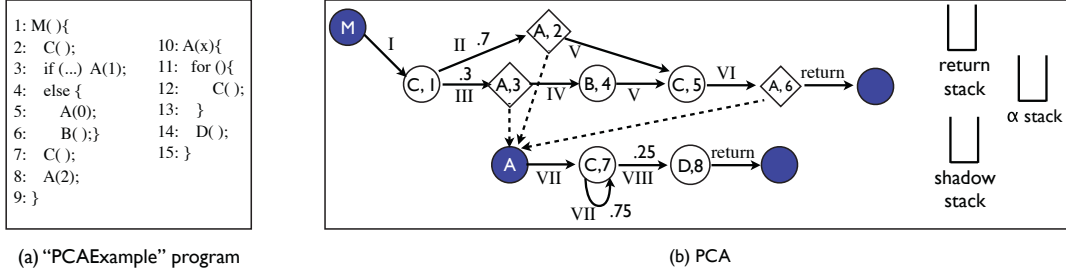 1: M(){
2: C( );
3: if (...) A(1);
4: else {
5: A(0);
6: B( );}
7: C( );
8: A(2);
9: }
10: A(x){
11: for (){
12: C( );
13: }
14: D( );
15: }
(a) “PCAExample” program
M
I
C, 1
II
.7
A, 2
V
.3
III
A,3
IV
B, 4
V
C, 5
VI
A, 6
return
A
VII
C,7
.25
VIII
D,8
return
VII
.75
return
stack
α stack
shadow
stack
(b) PCA